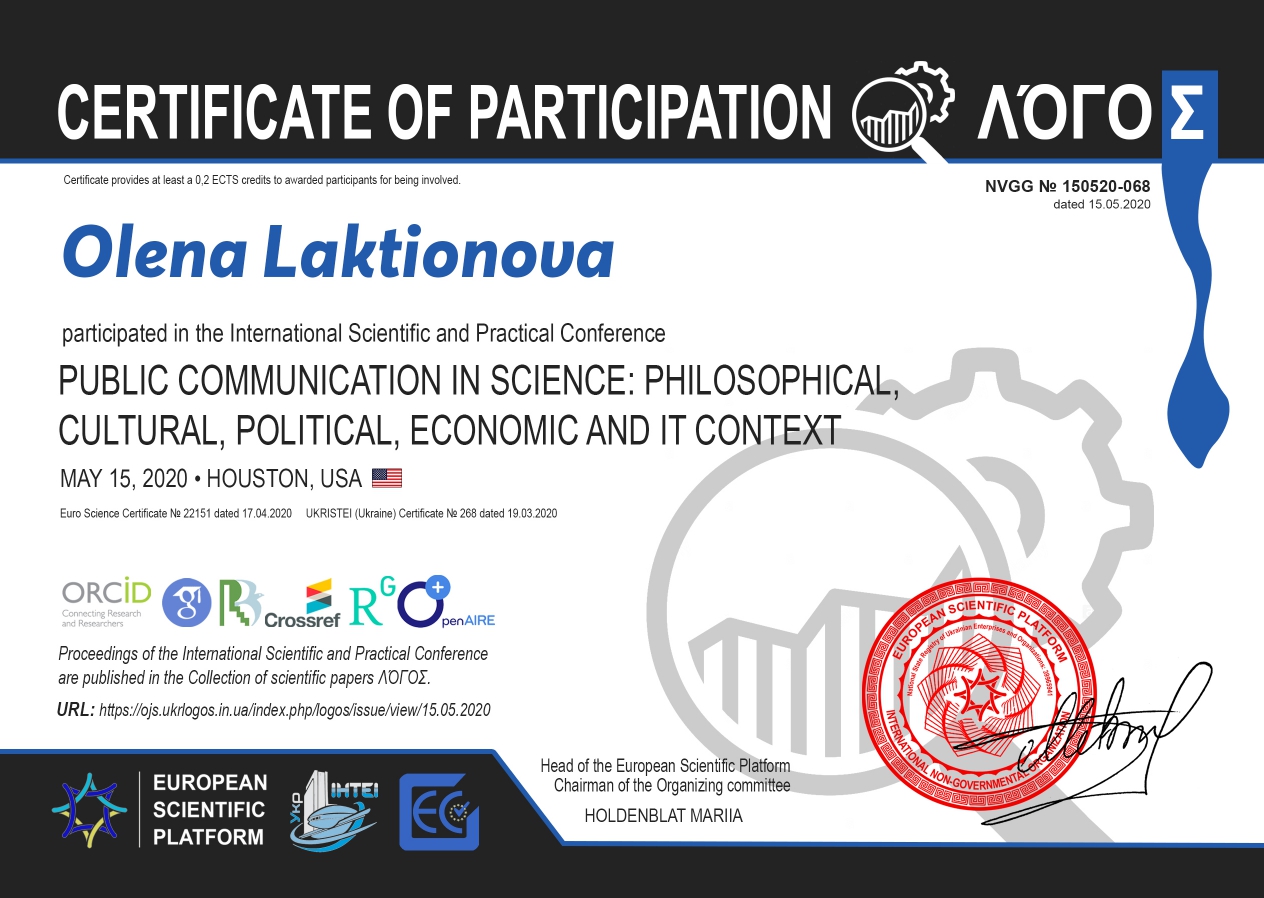 CERTIFICATE OF PARTICIPATION
ΛΌΓΟΣ
Certificate provides at least a 0,2 ECTS credits to awarded participants for being involved.
NVGG № 150520-068
dated 15.05.2020
Olena Laktionova
participated in the International Scientific and Practical Conference
PUBLIC COMMUNICATION IN SCIENCE: PHILOSOPHICAL,
CULTURAL, POLITICAL, ECONOMIC AND IT CONTEXT
MAY 15, 2020 • HOUSTON, USA
Euro Science Certificate № 22151 dated 17.04.2020 UKRISTEI (Ukraine) Certificate № 268 dated 19.03.2020
ORCID
Connecting Research
and Researchers
g
Crossref
RG
OpenAIRE
Proceedings of the International Scientific and Practical Conference
are published in the Collection of scientific papers ΛΌΓΟΣ.
URL: https://ojs.ukrlogos.in.ua/index.php/logos/issue/view/15.05.2020
EUROPEAN SCIENTIFIC PLATFORM
National State Registry of Ukrainian Enterprises and Organisations:
INTERNATIONAL NON-GOVERNMENTAL ORGANIZATION
Head of the European Scientific Platform
Chairman of the Organizing committee
HOLDENBLAT MARIIA
EUROPEAN
SCIENTIFIC
PLATFORM
УКР
ІНТЕІ
EC